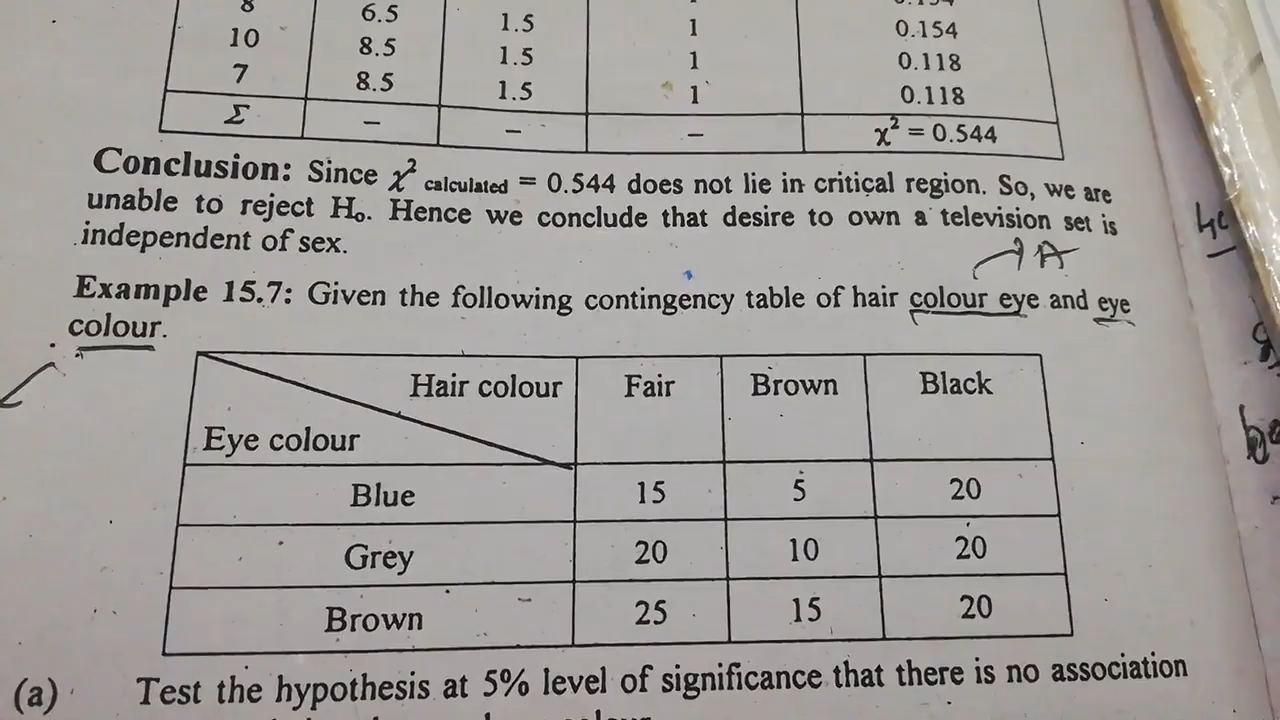 8 6.5 1
10 8.5 1.5 1 0.154
7 8.5 1.5 1 0.118
1.5 1 0.118
Σ – – – χ² = 0.544
Conclusion: Since χ² calculated = 0.544 does not lie in critical region. So, we are
unable to reject H₀. Hence we conclude that desire to own a television set is
independent of sex.
Example 15.7: Given the following contingency table of hair colour eye and eye
colour.
Hair colour Fair Brown Black
Eye colour
Blue 15 5 20
Grey 20 10 20
Brown 25 15 20
(a) Test the hypothesis at 5% level of significance that there is no association